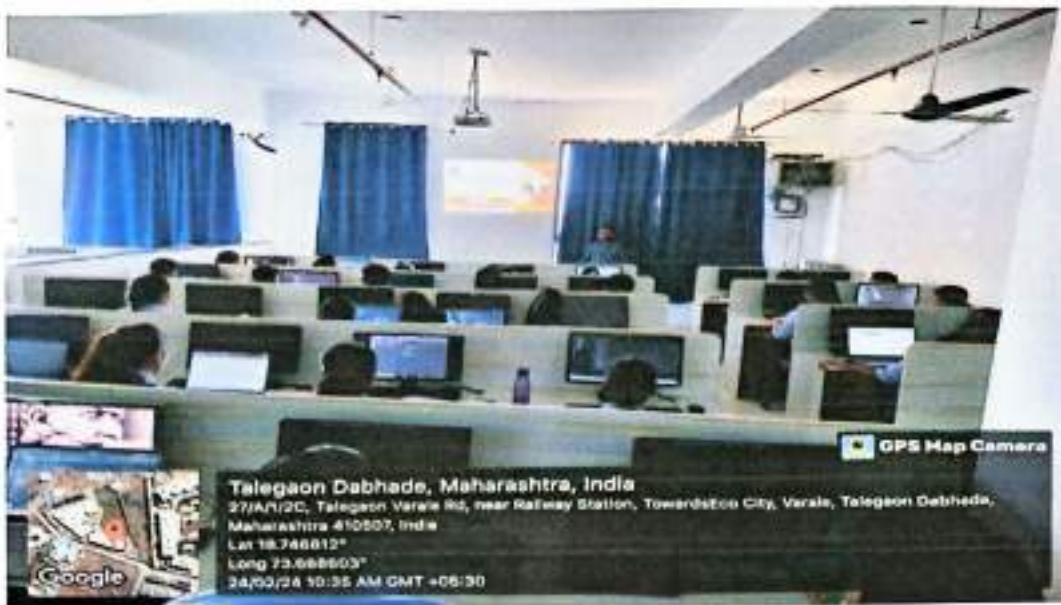 GPS Map Camera
Talegaon Dabhade, Maharashtra, India
27/A/1/2C, Talegaon Varale Rd, near Railway Station, TowardsEco City, Varale, Talegaon Dabhade,
Maharashtra 410507, India
Lat 18.746812°
Long 73.688603°
24/02/24 10:35 AM GMT +05:30
Google